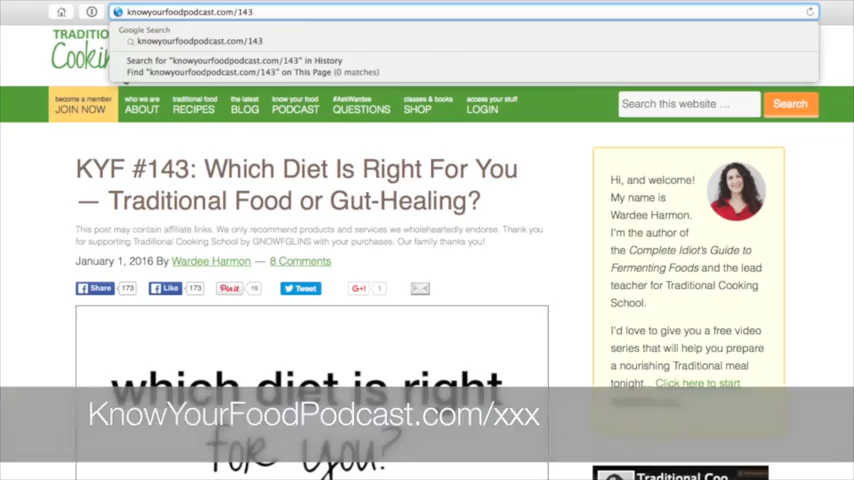 knowyourfoodpodcast.com/143
Google Search
knowyourfoodpodcast.com/143
Search for "knowyourfoodpodcast.com/143" in History
Find "knowyourfoodpodcast.com/143" on This Page (0 matches)
become a member
JOIN NOW
who we are
ABOUT
traditional food
RECIPES
the latest
BLOG
know your food
PODCAST
#AskWardee
QUESTIONS
classes & books
SHOP
access your stuff
LOGIN
Search this website …
Search
KYF #143: Which Diet Is Right For You
— Traditional Food or Gut-Healing?
This post may contain affiliate links. We only recommend products and services we wholeheartedly endorse. Thank you
for supporting Traditional Cooking School by GNOWFGLINS with your purchases. Our family thanks you!
January 1, 2016 By Wardee Harmon — 8 Comments
Share 173
Like 173
Pin it 16
Tweet
G+1 1
which diet is right
for you?
KnowYourFoodPodcast.com/xxx
Hi, and welcome!
My name is
Wardee Harmon.
I'm the author of
the Complete Idiot's Guide to
Fermenting Foods and the lead
teacher for Traditional Cooking
School.
I'd love to give you a free video
series that will help you prepare
a nourishing Traditional meal
tonight... Click here to start
Traditional Coo